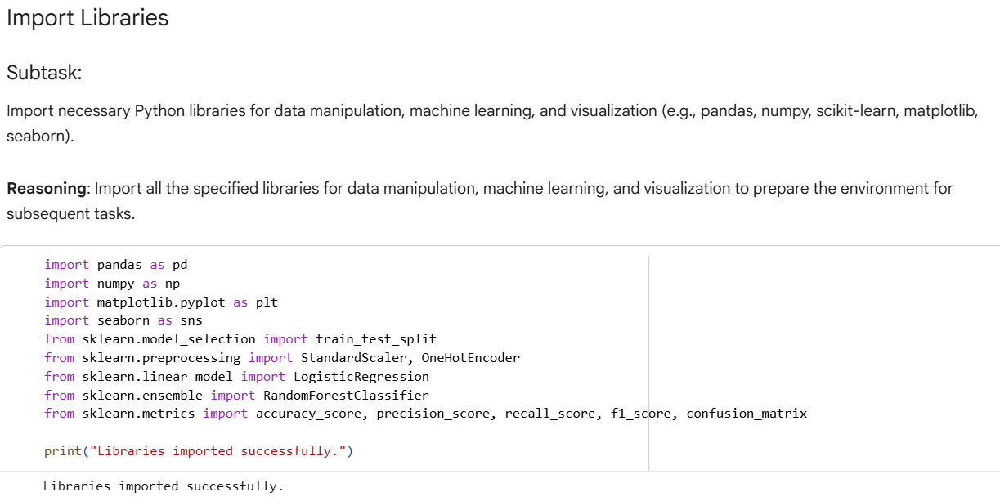 Import Libraries
Subtask:
Import necessary Python libraries for data manipulation, machine learning, and visualization (e.g., pandas, numpy, scikit-learn, matplotlib,
seaborn).
Reasoning: Import all the specified libraries for data manipulation, machine learning, and visualization to prepare the environment for
subsequent tasks.
import pandas as pd
import numpy as np
import matplotlib.pyplot as plt
import seaborn as sns
from sklearn.model_selection import train_test_split
from sklearn.preprocessing import StandardScaler, OneHotEncoder
from sklearn.linear_model import LogisticRegression
from sklearn.ensemble import RandomForestClassifier
from sklearn.metrics import accuracy_score, precision_score, recall_score, f1_score, confusion_matrix
print("Libraries imported successfully.")
Libraries imported successfully.